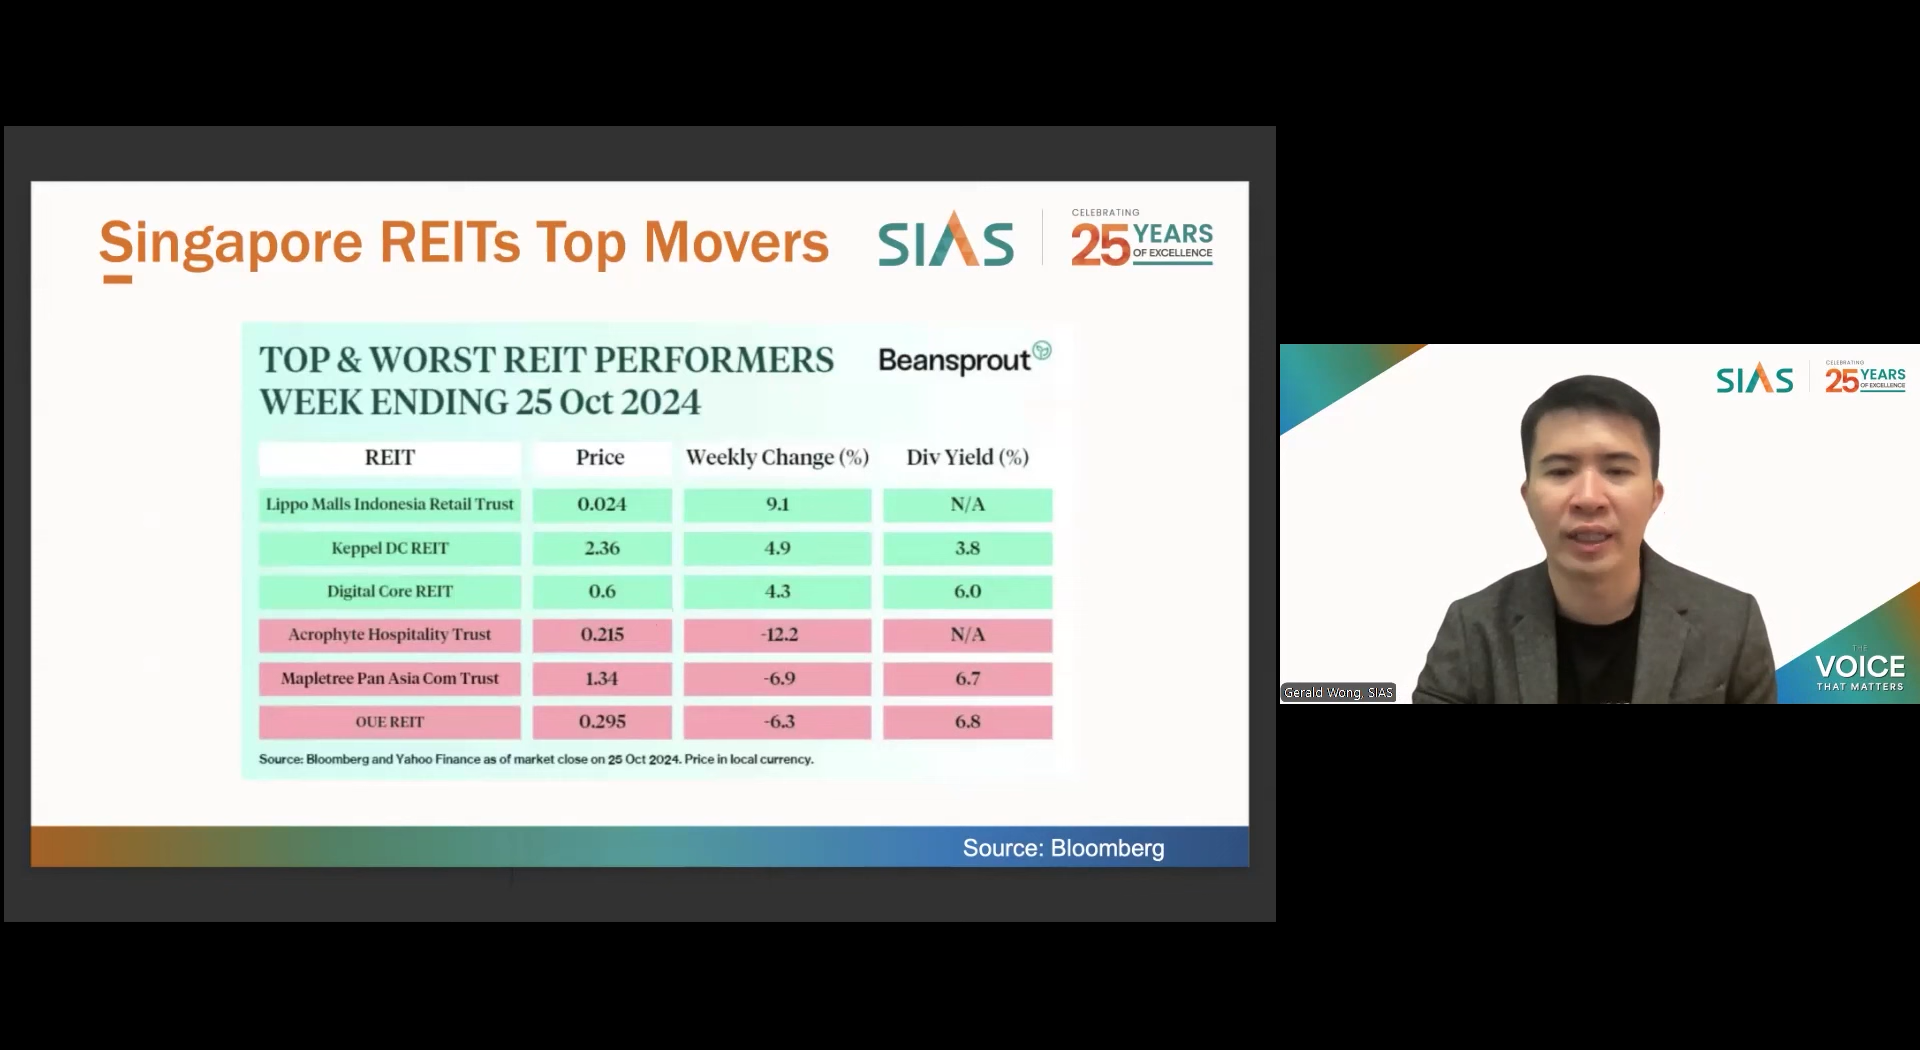 Singapore REITs Top Movers
SIAS
CELEBRATING
25 YEARS
OF EXCELLENCE
TOP & WORST REIT PERFORMERS
WEEK ENDING 25 Oct 2024
Beansprout
REIT Price Weekly Change (%) Div Yield (%)
Lippo Malls Indonesia Retail Trust 0.024 9.1 N/A
Keppel DC REIT 2.36 4.9 3.8
Digital Core REIT 0.6 4.3 6.0
Acrophyte Hospitality Trust 0.215 -12.2 N/A
Mapletree Pan Asia Com Trust 1.34 -6.9 6.7
OUE REIT 0.295 -6.3 6.8
Source: Bloomberg and Yahoo Finance as of market close on 25 Oct 2024. Price in local currency.
Source: Bloomberg
SIAS
CELEBRATING
25 YEARS
OF EXCELLENCE
THE
VOICE
THAT MATTERS
Gerald Wong, SIAS